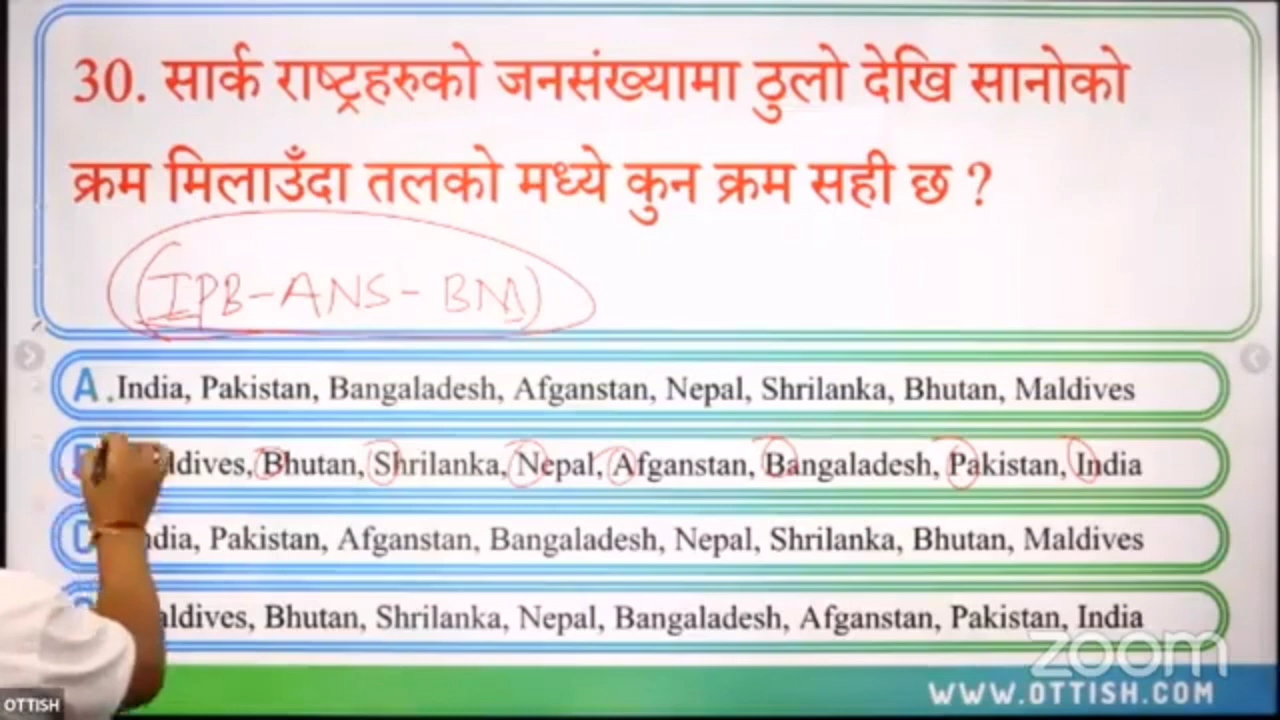 30. सार्क राष्ट्रहरुको जनसंख्यामा ठुलो देखि सानोको
क्रम मिलाउँदा तलको मध्ये कुन क्रम सही छ ?
(IPB-ANS-BM)
A. India, Pakistan, Bangaladesh, Afganstan, Nepal, Shrilanka, Bhutan, Maldives
Bhutan, Shrilanka, Nepal, Afganstan, Bangaladesh, Pakistan, India
Pakistan, Afganstan, Bangaladesh, Nepal, Shrilanka, Bhutan, Maldives
Bhutan, Shrilanka, Nepal, Bangaladesh, Afganstan, Pakistan, India
zoom
OTTISH
WWW.OTTISH.COM